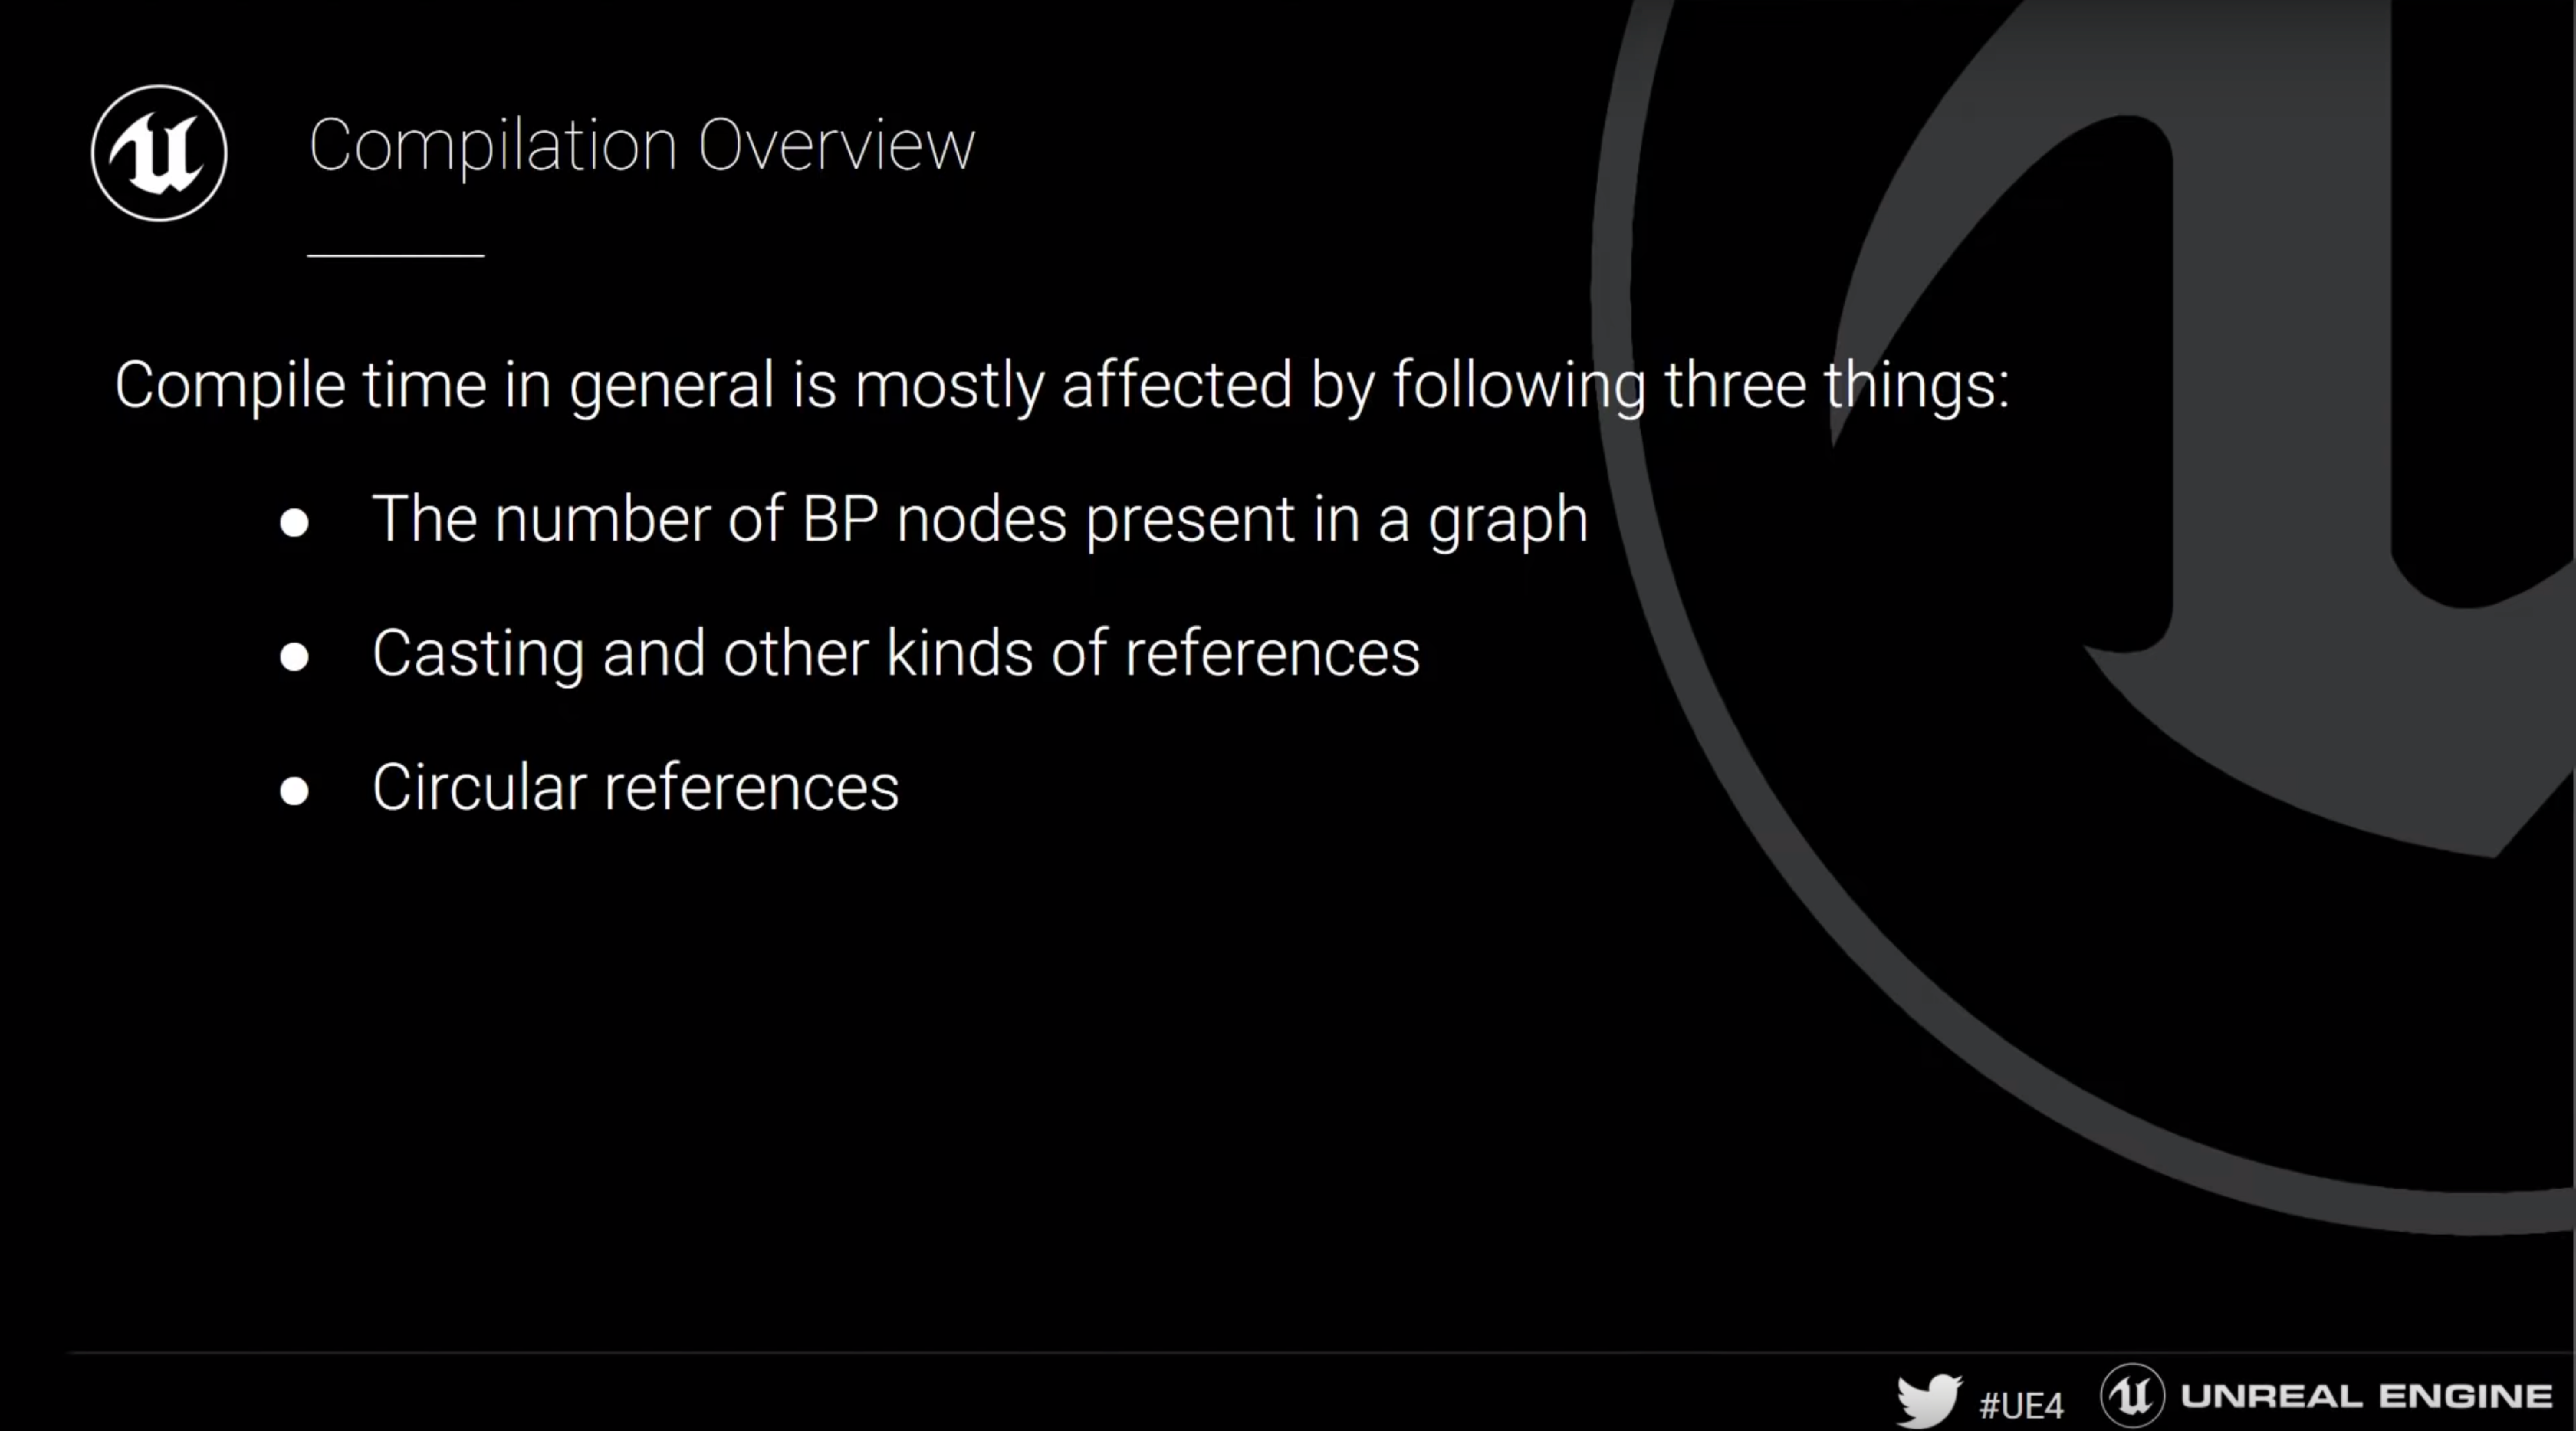 Compilation Overview
Compile time in general is mostly affected by following three things:
● The number of BP nodes present in a graph
● Casting and other kinds of references
● Circular references
#UE4 UNREAL ENGINE